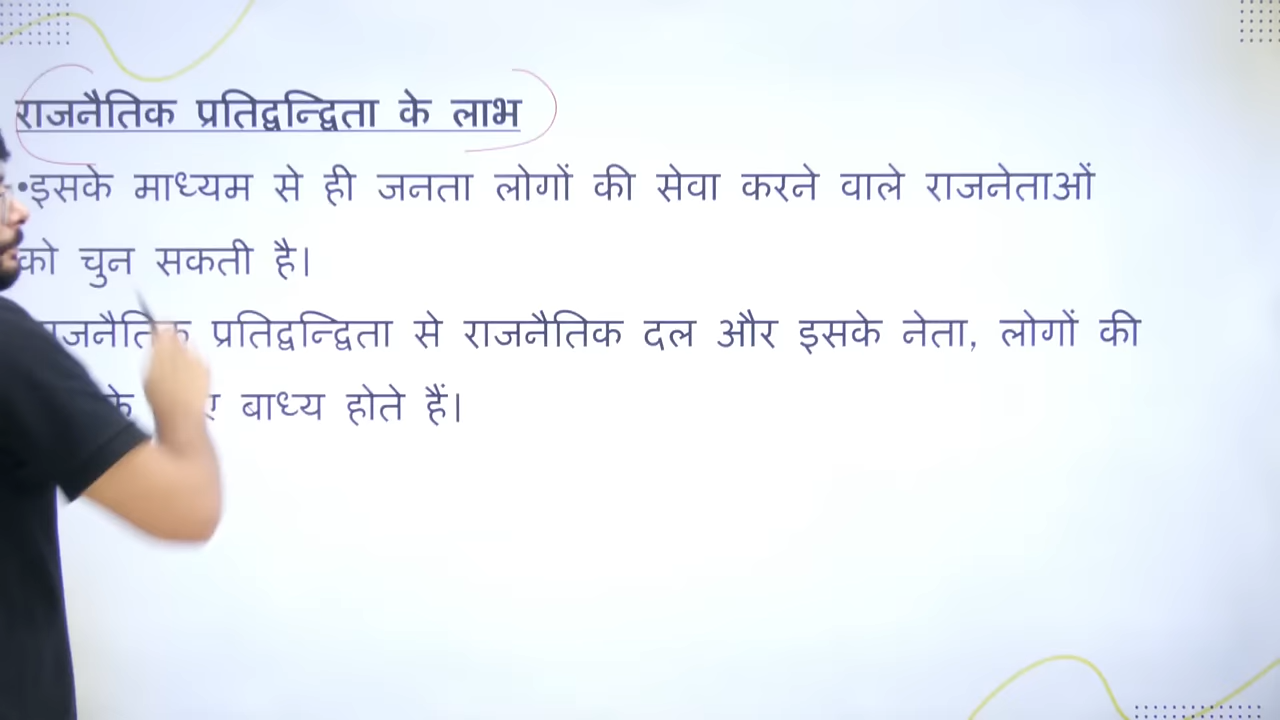 राजनैतिक प्रतिद्वन्द्विता के लाभ
•इसके माध्यम से ही जनता लोगों की सेवा करने वाले राजनेताओं
को चुन सकती है।
प्रतिद्वन्द्विता से राजनैतिक दल और इसके नेता, लोगों की
बाध्य होते हैं।